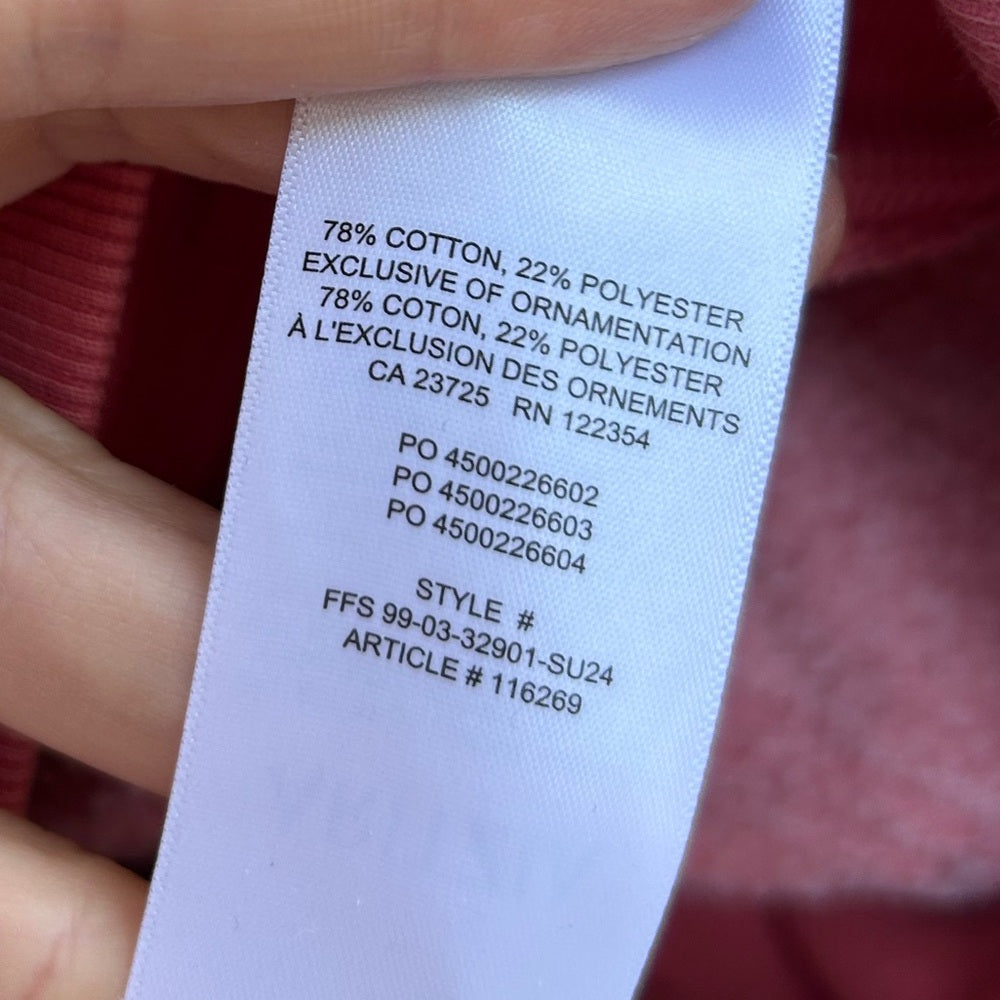 78% COTTON, 22% POLYESTER
EXCLUSIVE OF ORNAMENTATION
78% COTON, 22% POLYESTER
À L'EXCLUSION DES ORNEMENTS
CA 23725 RN 122354
PO 4500226602
PO 4500226603
PO 4500226604
STYLE #
FFS 99-03-32901-SU24
ARTICLE # 116269